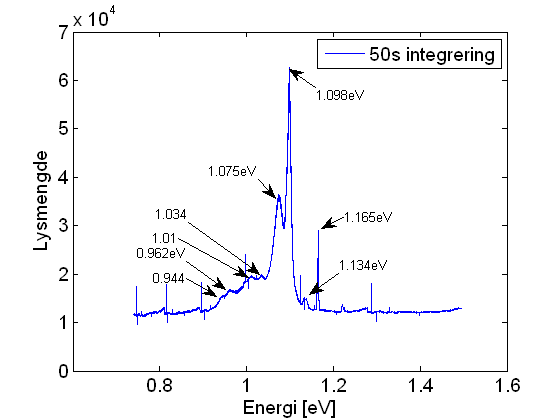 7 x 10^4
50s integrering
6
1.098eV
5
4
1.075eV
Lysmengde
3
1.034
1.165eV
1.01
0.962eV
2
1.134eV
0.944
1
0
0.8
1
1.2
1.4
1.6
Energi [eV]